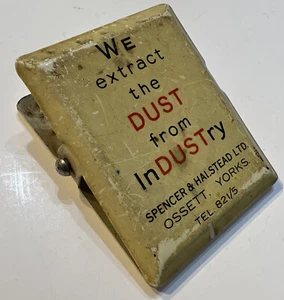 WE
extract
the
DUST
from
InDUSTry
SPENCER & HALSTEAD LTD
OSSETT, YORKS.
TEL 821/5